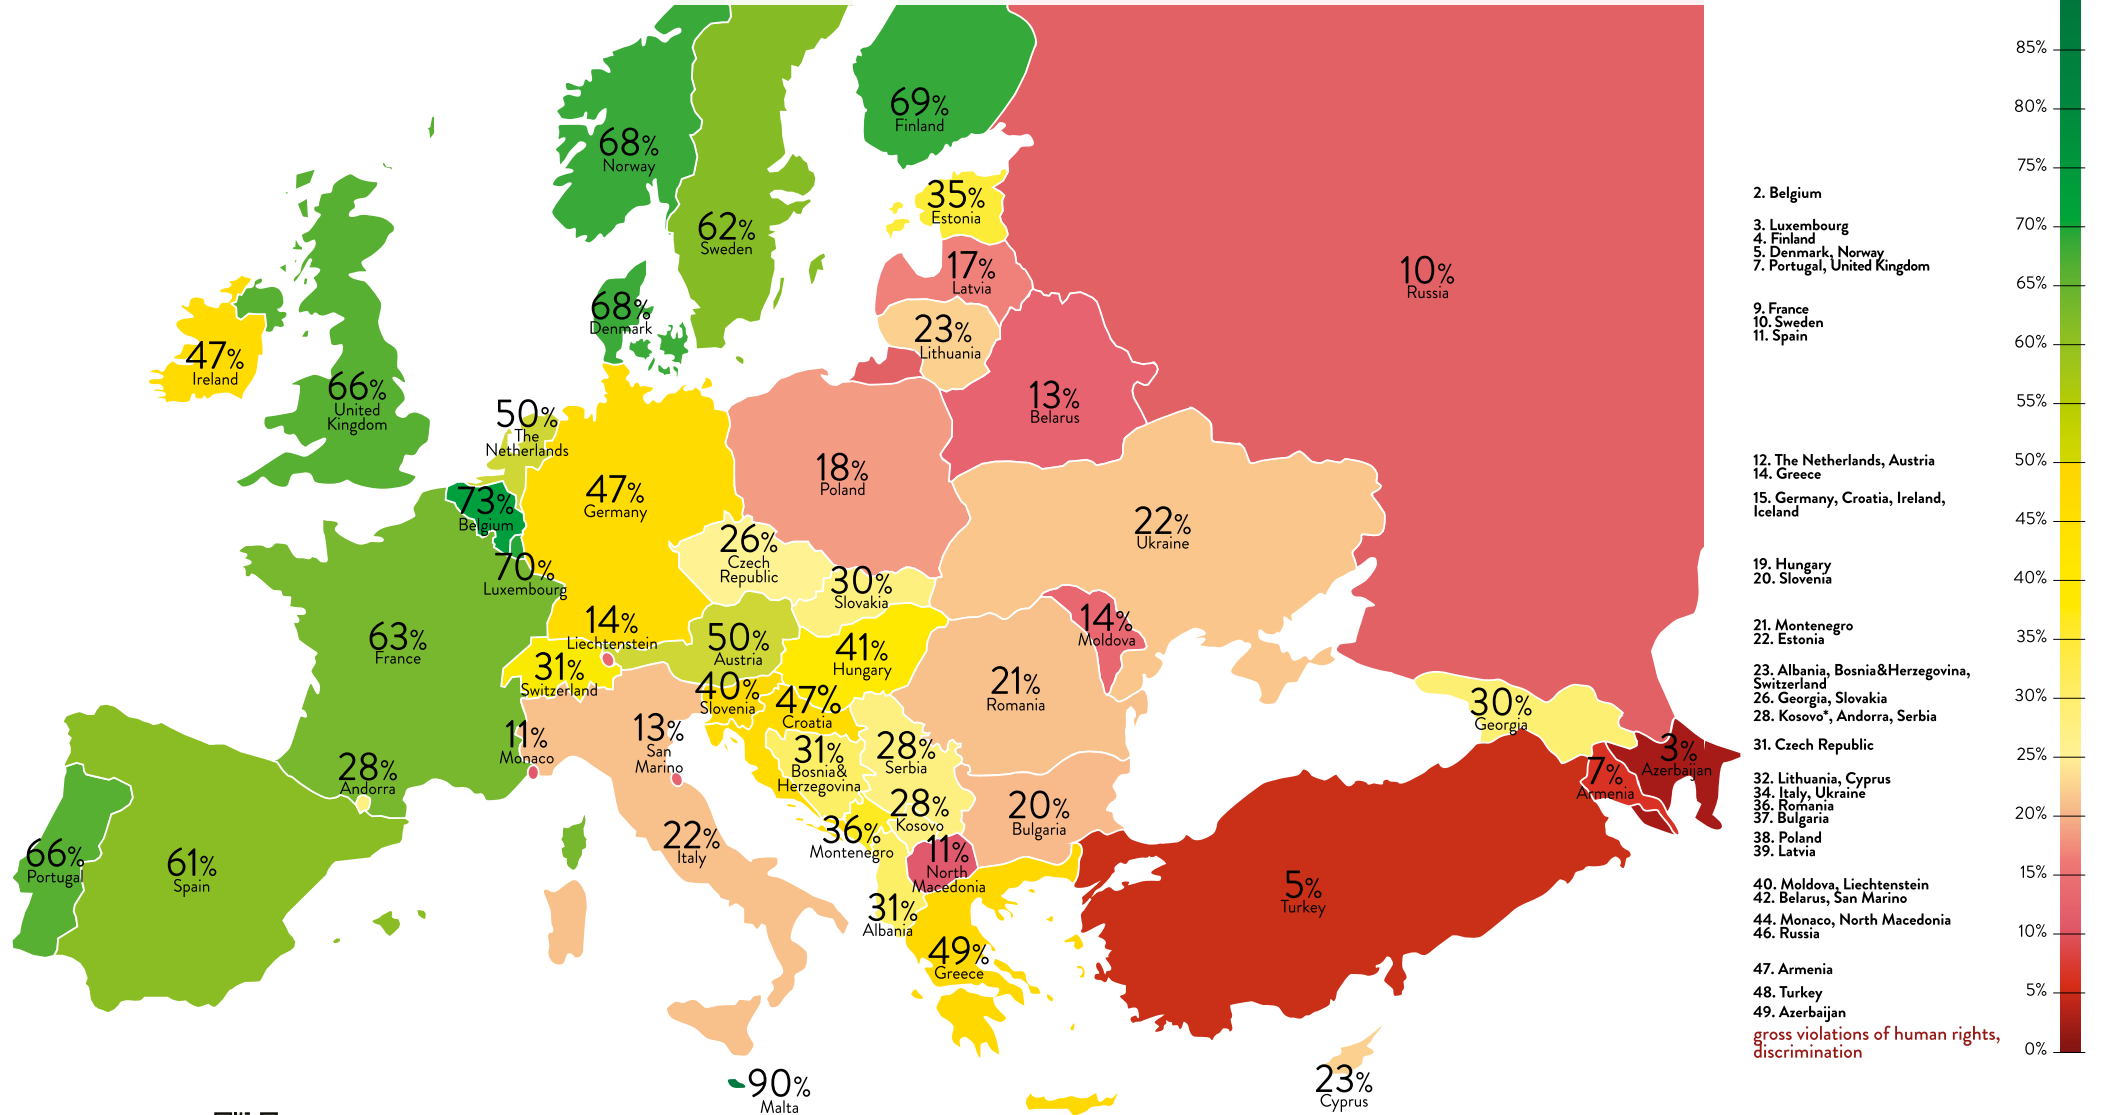 69%
Finland
68%
Norway
35%
Estonia
62%
Sweden
17%
Latvia
10%
Russia
68%
Denmark
23%
Lithuania
47%
Ireland
66%
United
Kingdom
13%
Belarus
50%
The
Netherlands
18%
Poland
47%
Germany
73%
Belgium
22%
Ukraine
26%
Czech
Republic
70%
Luxembourg
30%
Slovakia
14%
Liechtenstein
14%
Moldova
63%
France
50%
Austria
41%
Hungary
31%
Switzerland
21%
Romania
40%
Slovenia
47%
Croatia
30%
Georgia
11%
Monaco
13%
San
Marino
31%
Bosnia&
Herzegovina
28%
Serbia
3%
Azerbaijan
28%
Andorra
7%
Armenia
28%
Kosovo
20%
Bulgaria
36%
Montenegro
22%
Italy
11%
North
Macedonia
66%
Portugal
61%
Spain
5%
Turkey
31%
Albania
49%
Greece
90%
Malta
23%
Cyprus
2. Belgium
3. Luxembourg
4. Finland
5. Denmark, Norway
7. Portugal, United Kingdom
9. France
10. Sweden
11. Spain
12. The Netherlands, Austria
14. Greece
15. Germany, Croatia, Ireland,
Iceland
19. Hungary
20. Slovenia
21. Montenegro
22. Estonia
23. Albania, Bosnia&Herzegovina,
Switzerland
26. Georgia, Slovakia
28. Kosovo*, Andorra, Serbia
31. Czech Republic
32. Lithuania, Cyprus
34. Italy, Ukraine
36. Romania
37. Bulgaria
38. Poland
39. Latvia
40. Moldova, Liechtenstein
42. Belarus, San Marino
44. Monaco, North Macedonia
46. Russia
47. Armenia
48. Turkey
49. Azerbaijan
gross violations of human rights,
discrimination
85%
80%
75%
70%
65%
60%
55%
50%
45%
40%
35%
30%
25%
20%
15%
10%
5%
0%